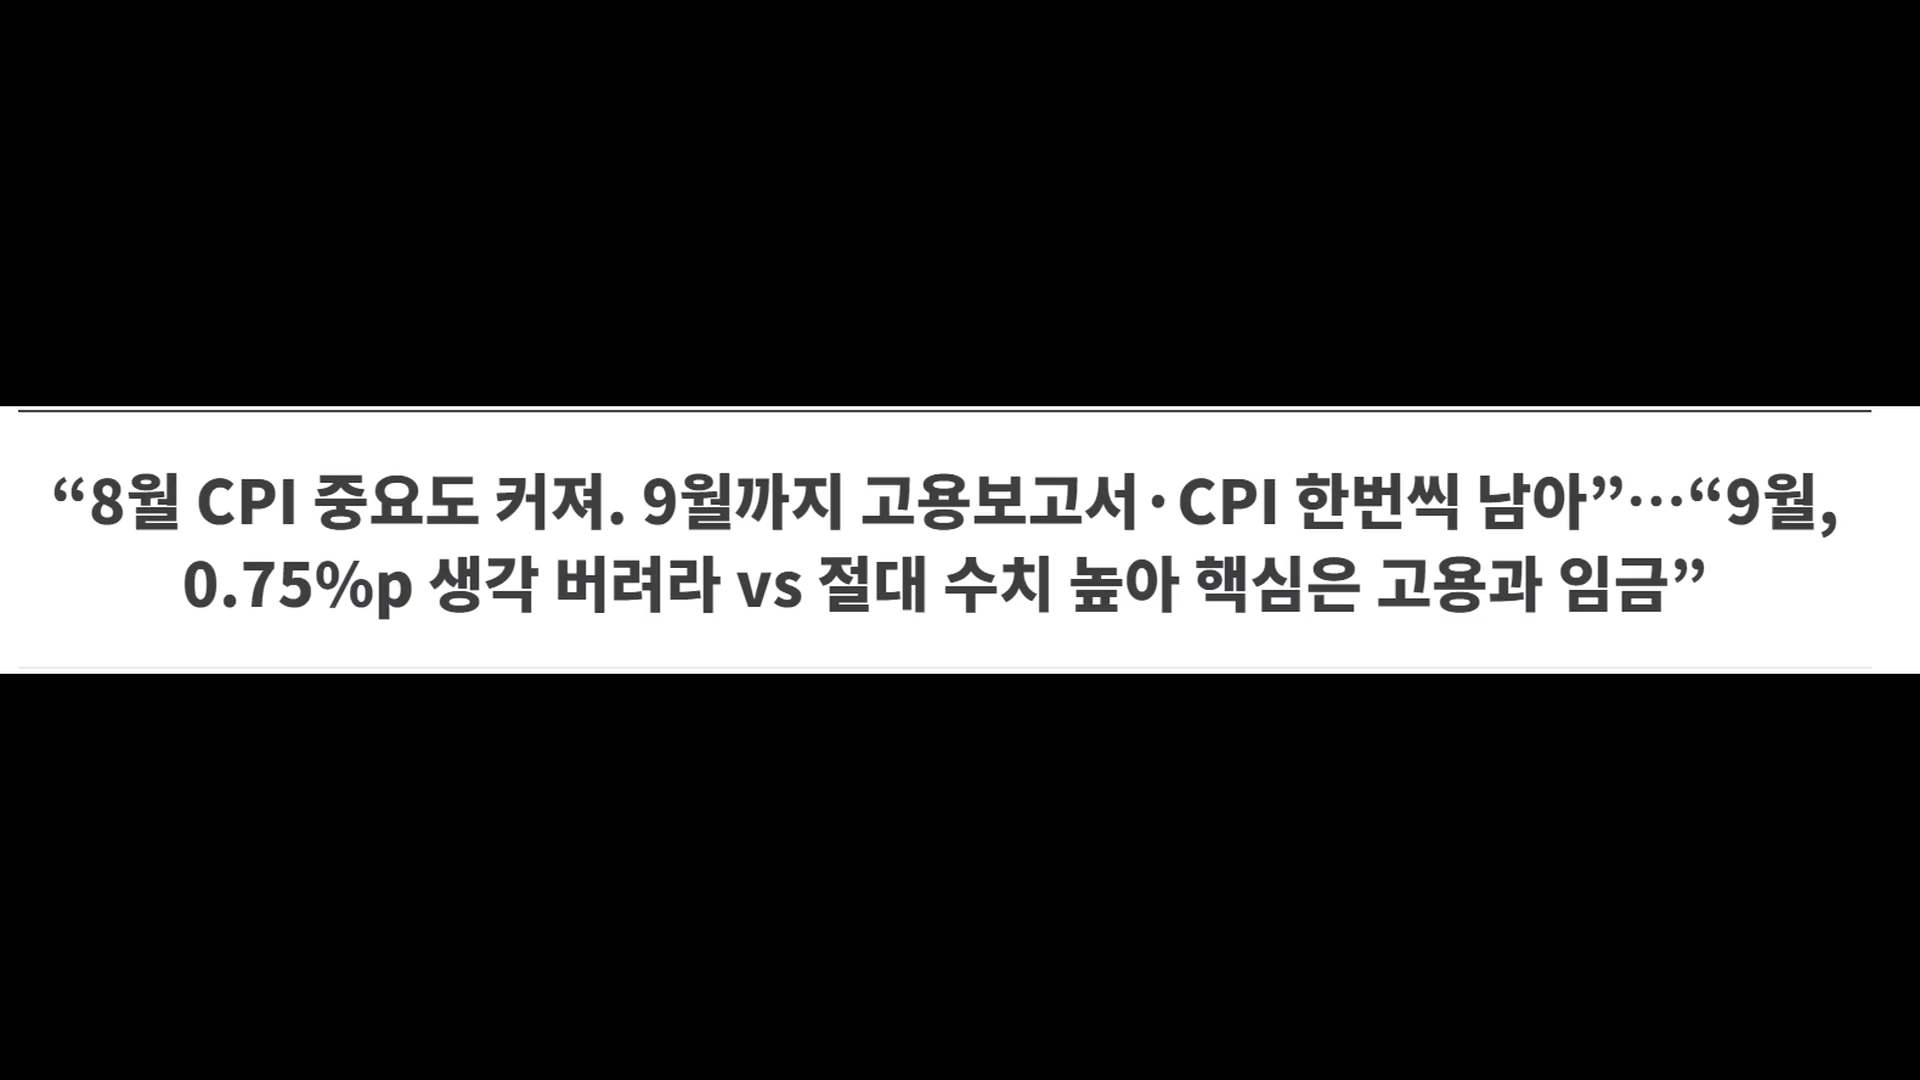 “8월 CPI 중요도 커져. 9월까지 고용보고서·CPI 한번씩 남아”…“9월,
0.75%p 생각 버려라 vs 절대 수치 높아 핵심은 고용과 임금”